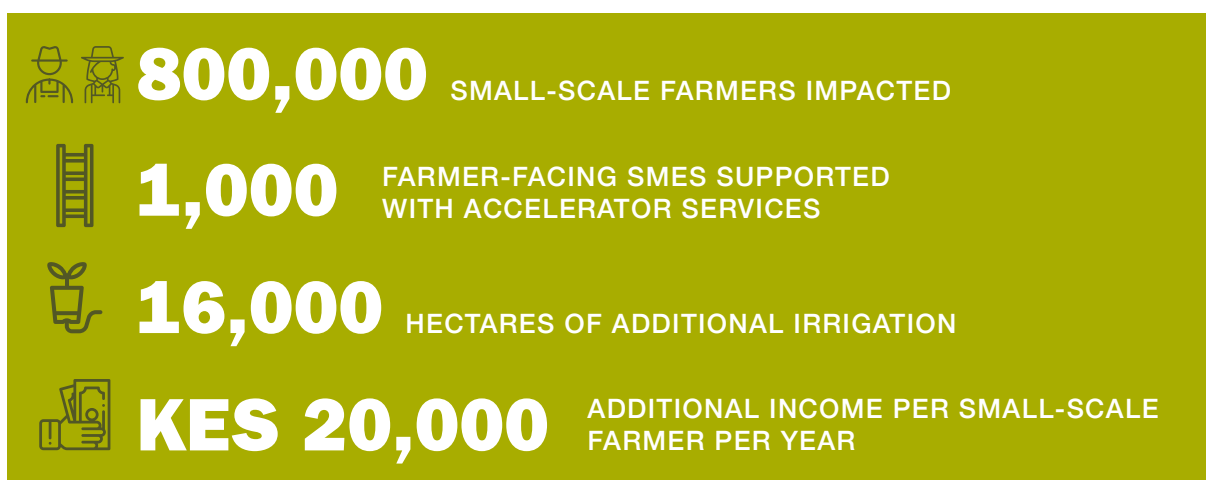 800,000 SMALL-SCALE FARMERS IMPACTED
1,000 FARMER-FACING SMES SUPPORTED
WITH ACCELERATOR SERVICES
16,000 HECTARES OF ADDITIONAL IRRIGATION
KES 20,000 ADDITIONAL INCOME PER SMALL-SCALE
FARMER PER YEAR